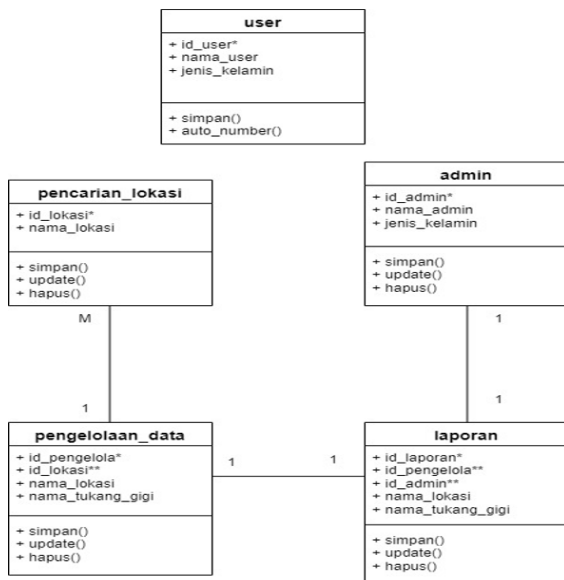 user
+ id_user*
+ nama_user
+ jenis_kelamin
+ simpan()
+ auto_number()
pencarian_lokasi
+ id_lokasi*
+ nama_lokasi
+ simpan()
+ update()
+ hapus()
admin
+ id_admin*
+ nama_admin
+ jenis_kelamin
+ simpan()
+ update()
+ hapus()
M
1
1
1
pengelolaan_data
+ id_pengelola*
+ id_lokasi**
+ nama_lokasi
+ nama_tukang_gigi
+ simpan()
+ update()
+ hapus()
1
1
laporan
+ id_laporan*
+ id_pengelola**
+ id_admin**
+ nama_lokasi
+ nama_tukang_gigi
+ simpan()
+ update()
+ hapus()